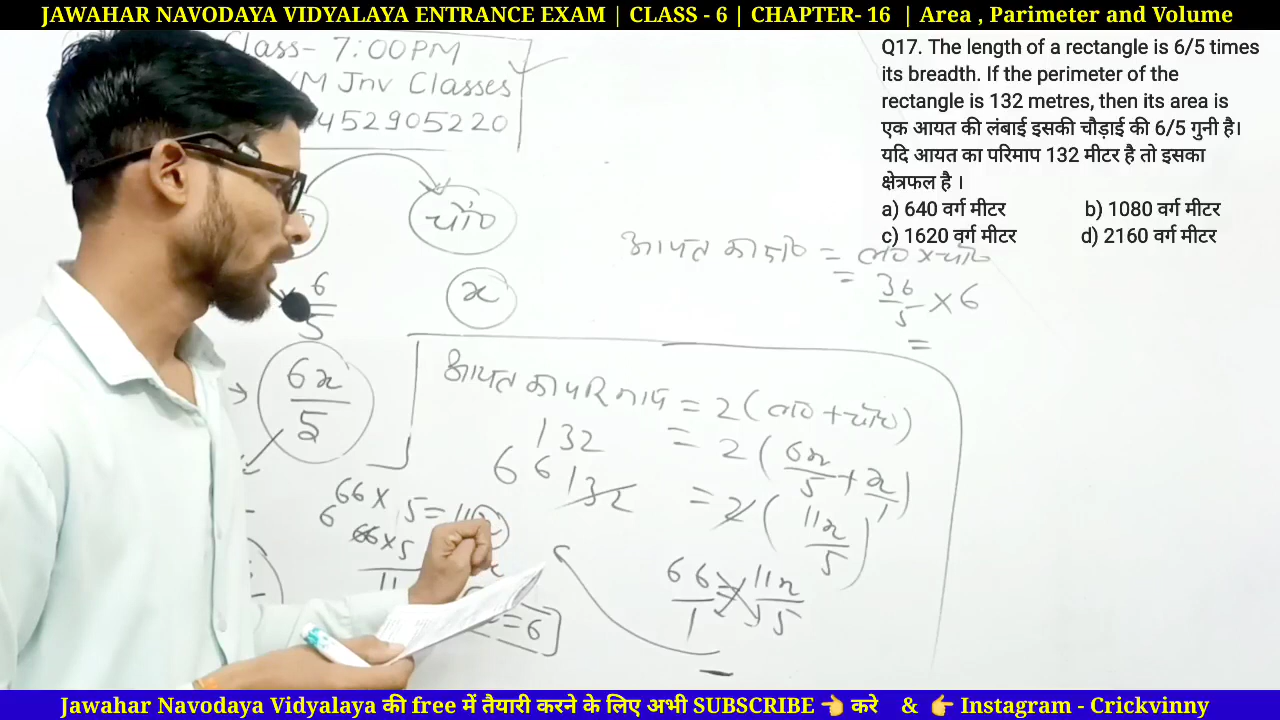 JAWAHAR NAVODAYA VIDYALAYA ENTRANCE EXAM | CLASS - 6 | CHAPTER- 16 | Area , Parimeter and Volume
Q17. The length of a rectangle is 6/5 times
its breadth. If the perimeter of the
rectangle is 132 metres, then its area is
एक आयत की लंबाई इसकी चौड़ाई की 6/5 गुनी है।
यदि आयत का परिमाप 132 मीटर है तो इसका
क्षेत्रफल है ।
a) 640 वर्ग मीटर b) 1080 वर्ग मीटर
c) 1620 वर्ग मीटर d) 2160 वर्ग मीटर
lass- 7:00PM
M Jnv Classes
452905220
चौ०
6/5
x
6x/5
आयत का क्षे० = ल० x चौ०
= 36/5 x 6
=
आयत का परिमाप = 2(ल० + चौ०)
132 = 2(6x/5 + x/1)
66 132 = 2(11x/5)
66/1 = 11x/5
66 x 5 = 11x
6
66 x 5
11
= 6
Jawahar Navodaya Vidyalaya की free में तैयारी करने के लिए अभी SUBSCRIBE 👈 करे & 👉 Instagram - Crickvinny